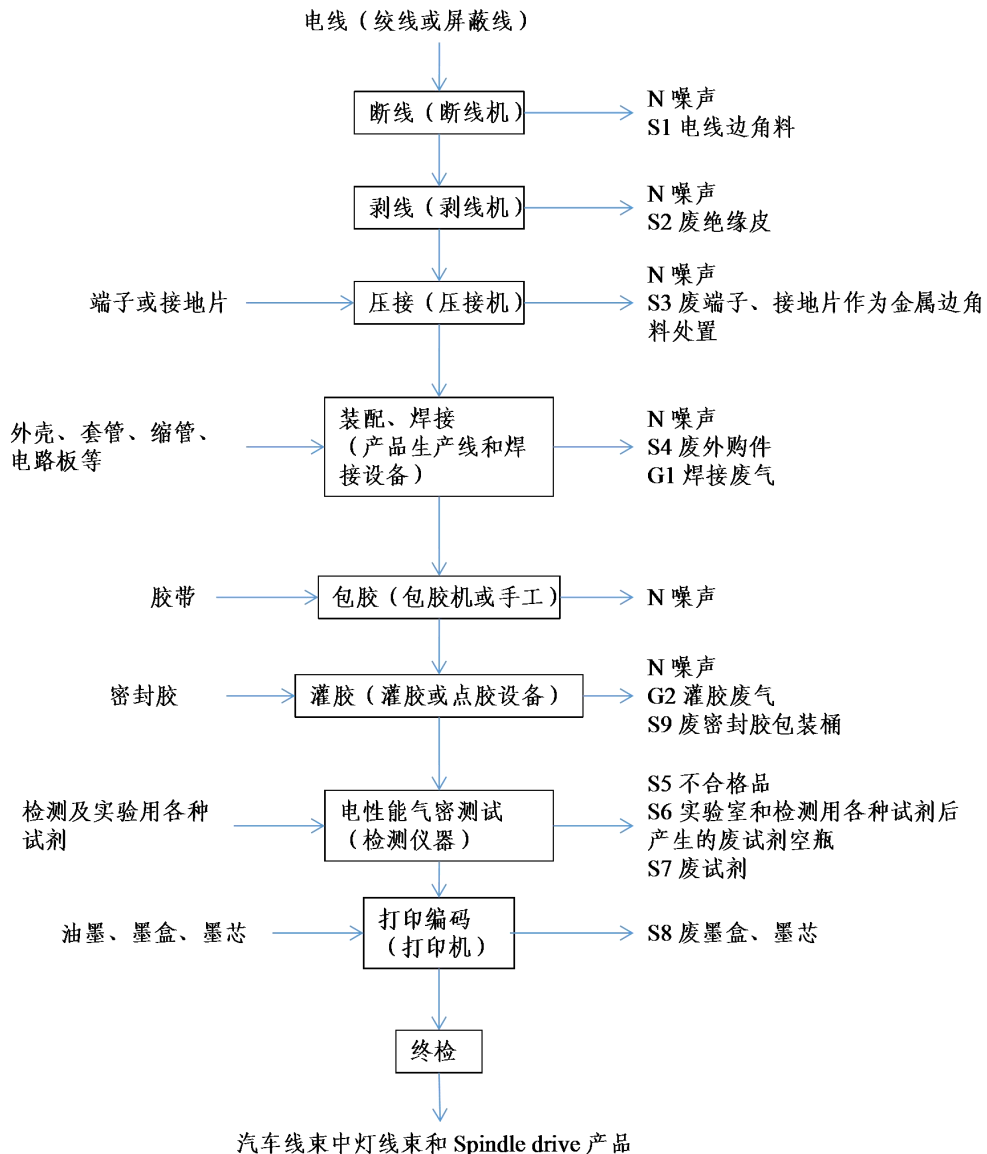 电线（绞线或屏蔽线）
断线（断线机）
N 噪声
S1 电线边角料
剥线（剥线机）
N 噪声
S2 废绝缘皮
端子或接地片
压接（压接机）
N 噪声
S3 废端子、接地片作为金属边角
料处置
外壳、套管、缩管、
电路板等
装配、焊接
（产品生产线和焊
接设备）
N 噪声
S4 废外购件
G1 焊接废气
胶带
包胶（包胶机或手工）
N 噪声
密封胶
灌胶（灌胶或点胶设备）
N 噪声
G2 灌胶废气
S9 废密封胶包装桶
检测及实验用各种
试剂
电性能气密测试
（检测仪器）
S5 不合格品
S6 实验室和检测用各种试剂后
产生的废试剂空瓶
S7 废试剂
油墨、墨盒、墨芯
打印编码
（打印机）
S8 废墨盒、墨芯
终检
汽车线束中灯线束和 Spindle drive 产品